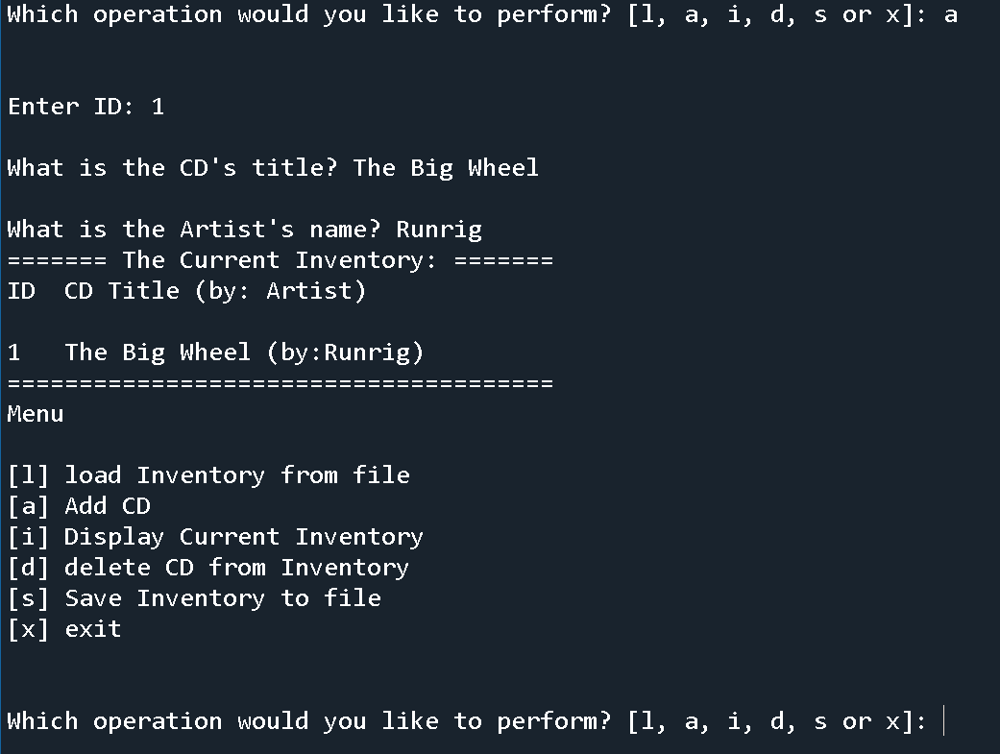 Which operation would you like to perform? [l, a, i, d, s or x]: a
Enter ID: 1
What is the CD's title? The Big Wheel
What is the Artist's name? Runrig
======= The Current Inventory: =======
ID  CD Title (by: Artist)
1   The Big Wheel (by:Runrig)
======================================
Menu
[l] load Inventory from file
[a] Add CD
[i] Display Current Inventory
[d] delete CD from Inventory
[s] Save Inventory to file
[x] exit
Which operation would you like to perform? [l, a, i, d, s or x]: